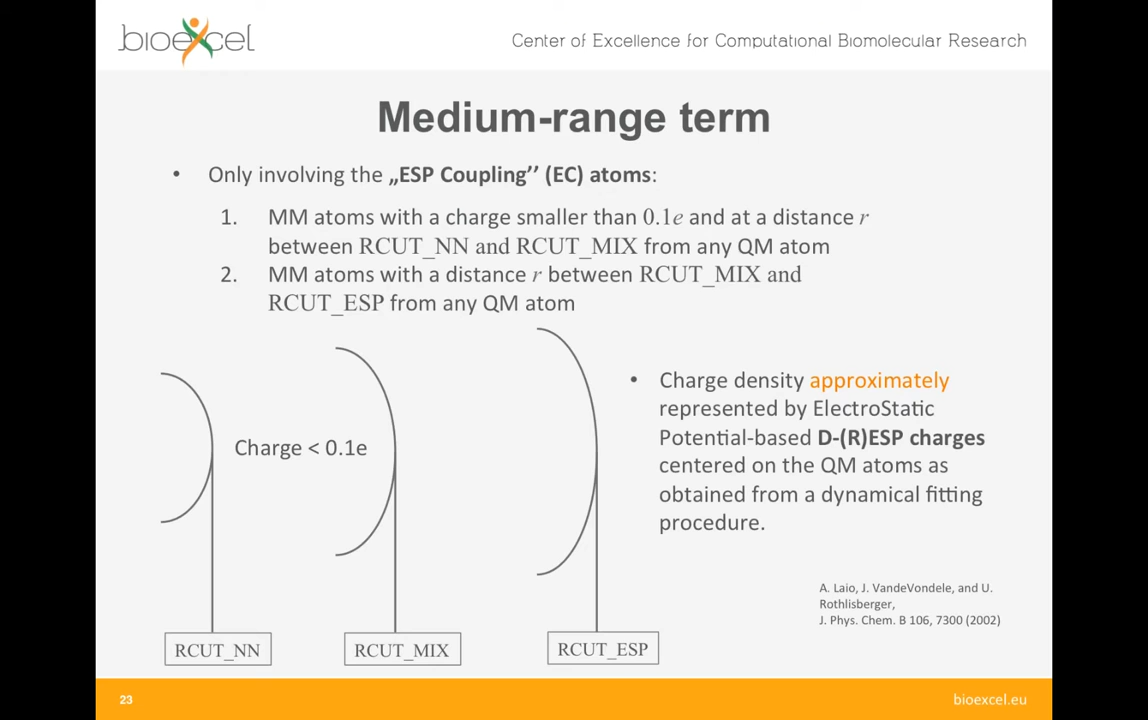 bioexcel
Center of Excellence for Computational Biomolecular Research
Medium-range term
• Only involving the „ESP Coupling’’ (EC) atoms:
1. MM atoms with a charge smaller than 0.1e and at a distance r
between RCUT_NN and RCUT_MIX from any QM atom
2. MM atoms with a distance r between RCUT_MIX and
RCUT_ESP from any QM atom
Charge < 0.1e
• Charge density approximately
represented by ElectroStatic
Potential-based D-(R)ESP charges
centered on the QM atoms as
obtained from a dynamical fitting
procedure.
A. Laio, J. VandeVondele, and U.
Rothlisberger,
J. Phys. Chem. B 106, 7300 (2002)
RCUT_NN
RCUT_MIX
RCUT_ESP
23
bioexcel.eu